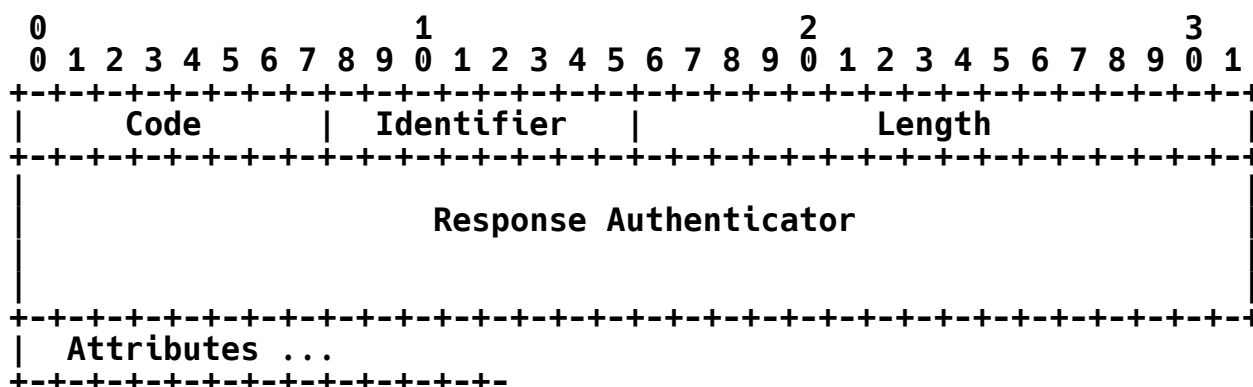 0                   1                   2                   3
 0 1 2 3 4 5 6 7 8 9 0 1 2 3 4 5 6 7 8 9 0 1 2 3 4 5 6 7 8 9 0 1
+-+-+-+-+-+-+-+-+-+-+-+-+-+-+-+-+-+-+-+-+-+-+-+-+-+-+-+-+-+-+-+-+
|     Code      |  Identifier   |            Length             |
+-+-+-+-+-+-+-+-+-+-+-+-+-+-+-+-+-+-+-+-+-+-+-+-+-+-+-+-+-+-+-+-+
|                                                               |
|                     Response Authenticator                    |
|                                                               |
|                                                               |
+-+-+-+-+-+-+-+-+-+-+-+-+-+-+-+-+-+-+-+-+-+-+-+-+-+-+-+-+-+-+-+-+
|  Attributes ...
+-+-+-+-+-+-+-+-+-+-+-+-+-